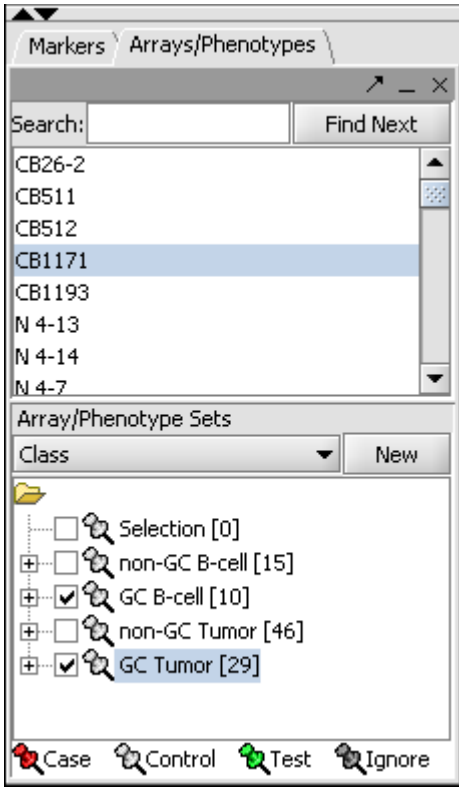 Markers Arrays/Phenotypes
Search: Find Next
CB26-2
CB511
CB512
CB1171
CB1193
N 4-13
N 4-14
N 4-7
Array/Phenotype Sets
Class New
Selection [0]
non-GC B-cell [15]
GC B-cell [10]
non-GC Tumor [46]
GC Tumor [29]
Case Control Test Ignore